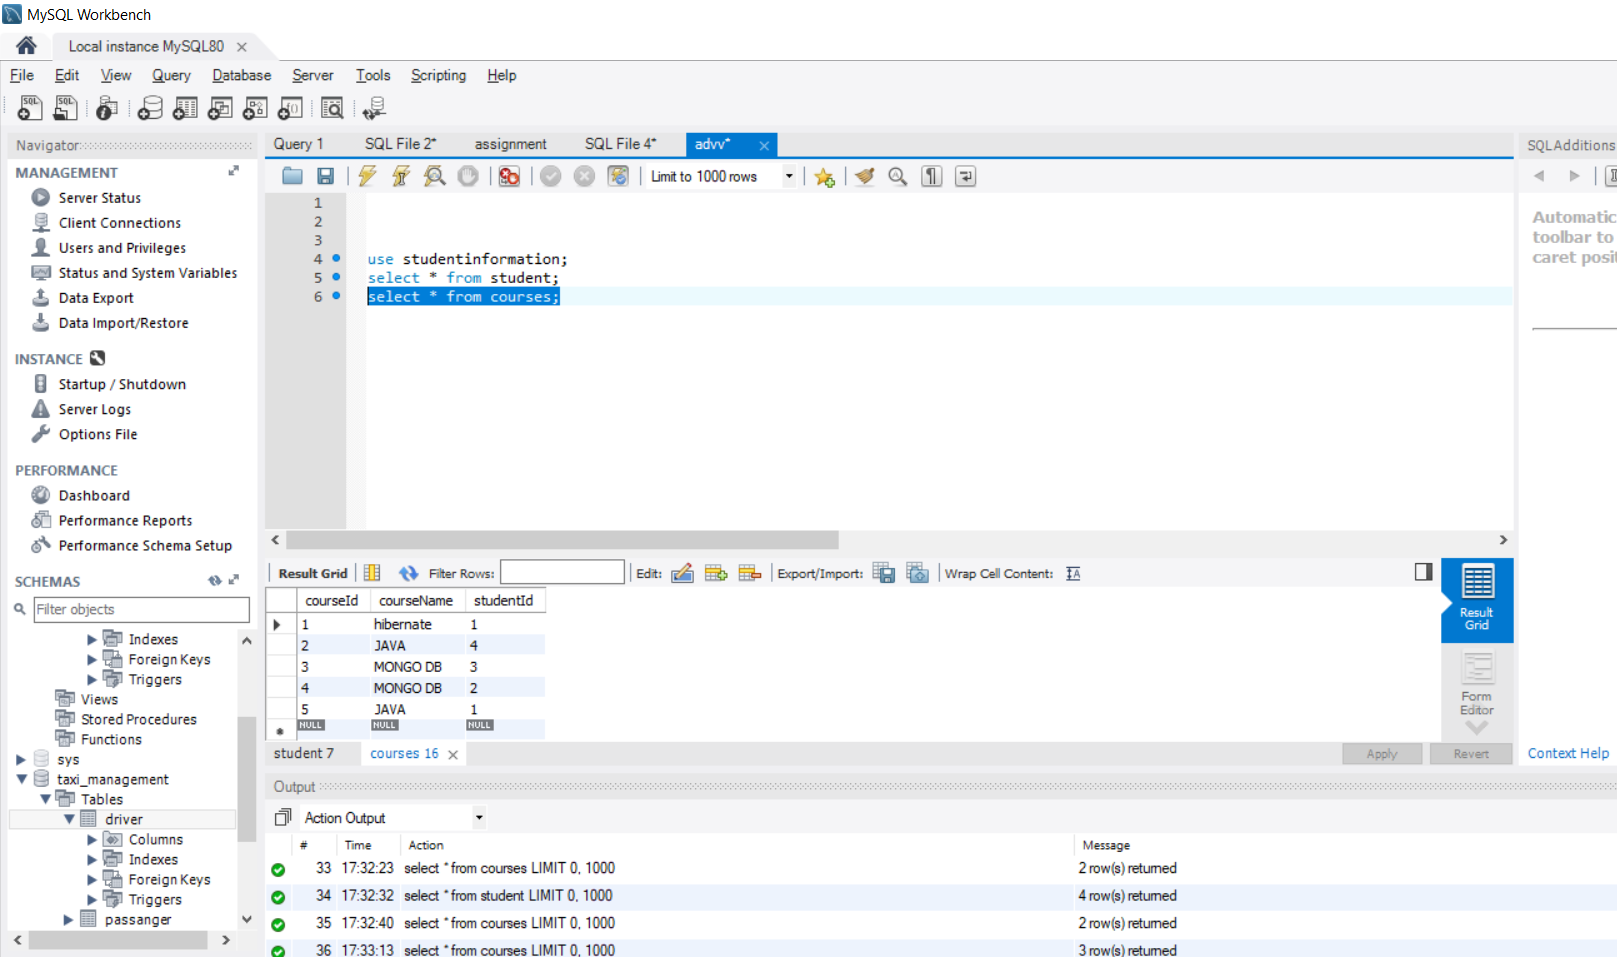 MySQL Workbench
Local instance MySQL80
File Edit View Query Database Server Tools Scripting Help
Navigator
MANAGEMENT
Server Status
Client Connections
Users and Privileges
Status and System Variables
Data Export
Data Import/Restore
INSTANCE
Startup / Shutdown
Server Logs
Options File
PERFORMANCE
Dashboard
Performance Reports
Performance Schema Setup
SCHEMAS
Filter objects
Indexes
Foreign Keys
Triggers
Views
Stored Procedures
Functions
sys
taxi_management
Tables
driver
Columns
Indexes
Foreign Keys
Triggers
passanger
Query 1 SQL File 2* assignment SQL File 4* advv*
Limit to 1000 rows
1
2
3
4 use studentinformation;
5 select * from student;
6 select * from courses;
Result Grid Filter Rows: Edit: Export/Import: Wrap Cell Content:
courseId courseName studentId
1 hibernate 1
2 JAVA 4
3 MONGO DB 3
4 MONGO DB 2
5 JAVA 1
NULL NULL NULL
student 7 courses 16
Result
Grid
Form
Editor
Apply Revert
SQLAdditions
Automatic
toolbar to
caret posit
Context Help
Output
Action Output
# Time Action Message
33 17:32:23 select * from courses LIMIT 0, 1000 2 row(s) returned
34 17:32:32 select * from student LIMIT 0, 1000 4 row(s) returned
35 17:32:40 select * from courses LIMIT 0, 1000 2 row(s) returned
36 17:33:13 select * from courses LIMIT 0, 1000 3 row(s) returned